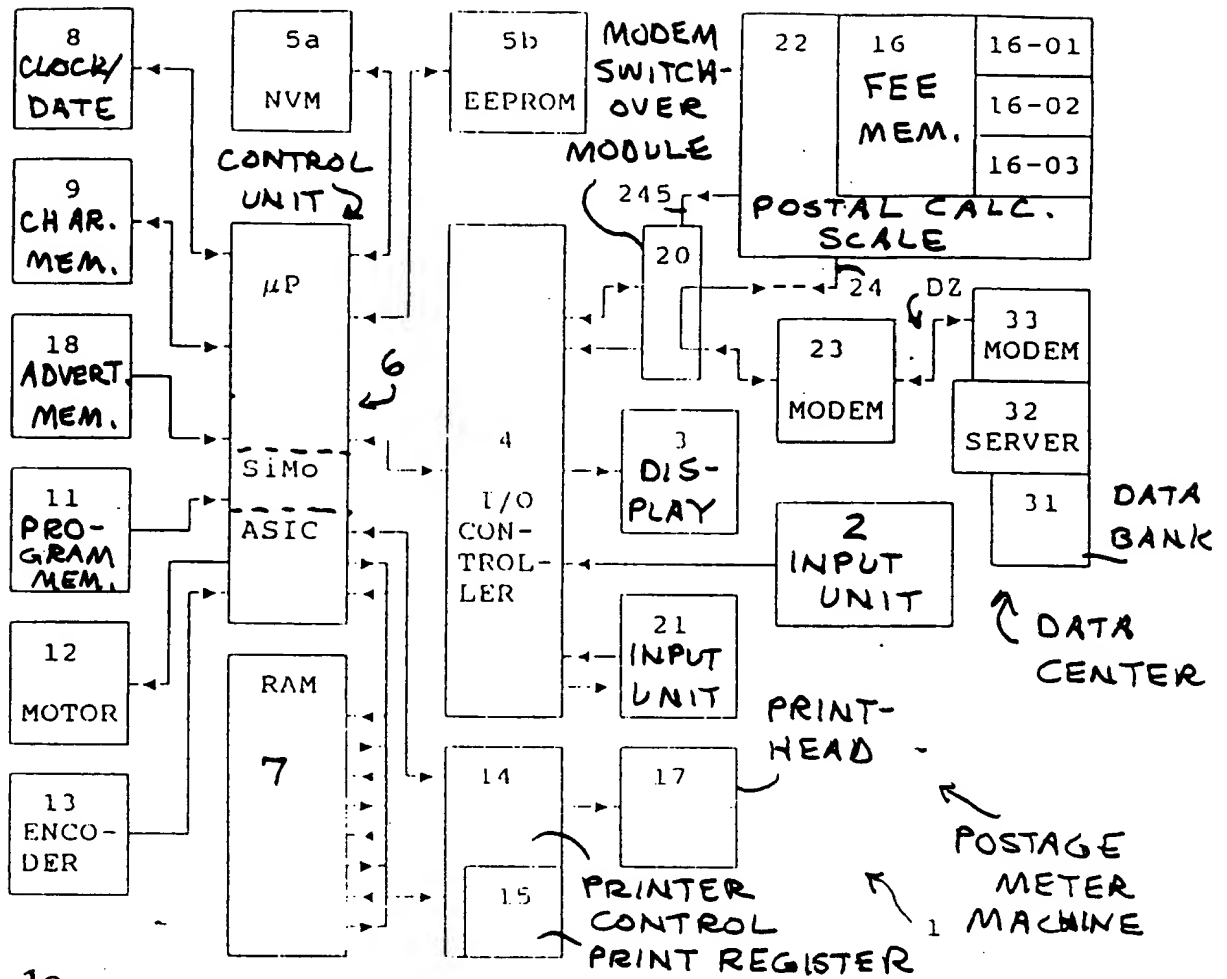 8
CLOCK/
DATE
5a
NVM
5b
EEPROM
MODEM
SWITCH-
OVER
MODULE
22
16
FEE
MEM.
16-01
16-02
16-03
POSTAL CALC.
SCALE
CONTROL
UNIT
9
CHAR.
MEM.
µP
245
20
24
DZ
33
MODEM
23
MODEM
32
SERVER
31
DATA
BANK
DATA
CENTER
18
ADVERT.
MEM.
6
SiMo
ASIC
4
I/O
CON-
TROL-
LER
3
DIS-
PLAY
2
INPUT
UNIT
11
PRO-
GRAM
MEM.
21
INPUT
UNIT
12
MOTOR
RAM
7
13
ENCO-
DER
14
15
17
PRINT-
HEAD
PRINTER
CONTROL
PRINT REGISTER
POSTAGE
METER
MACHINE
1